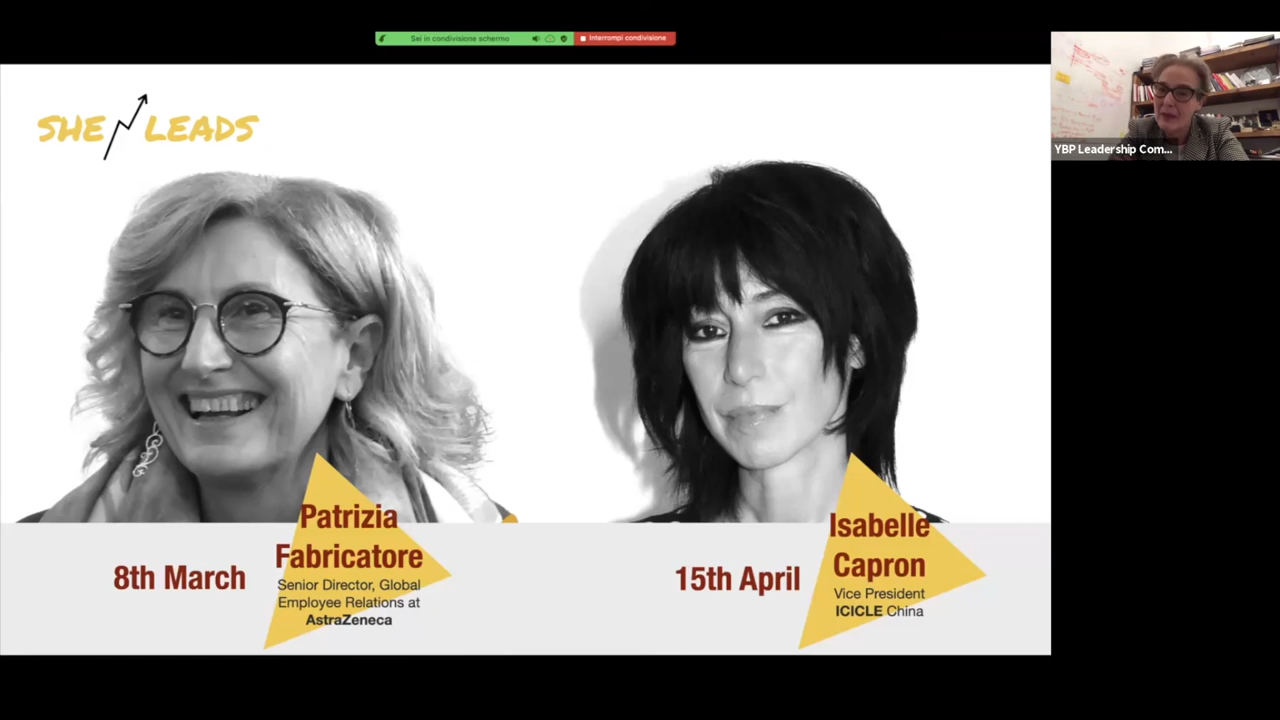 Sei in condivisione schermo
Interrompi condivisione
YBP Leadership Com...
SHE LEADS
8th March
Patrizia
Fabricatore
Senior Director, Global
Employee Relations at
AstraZeneca
15th April
Isabelle
Capron
Vice President
ICICLE China